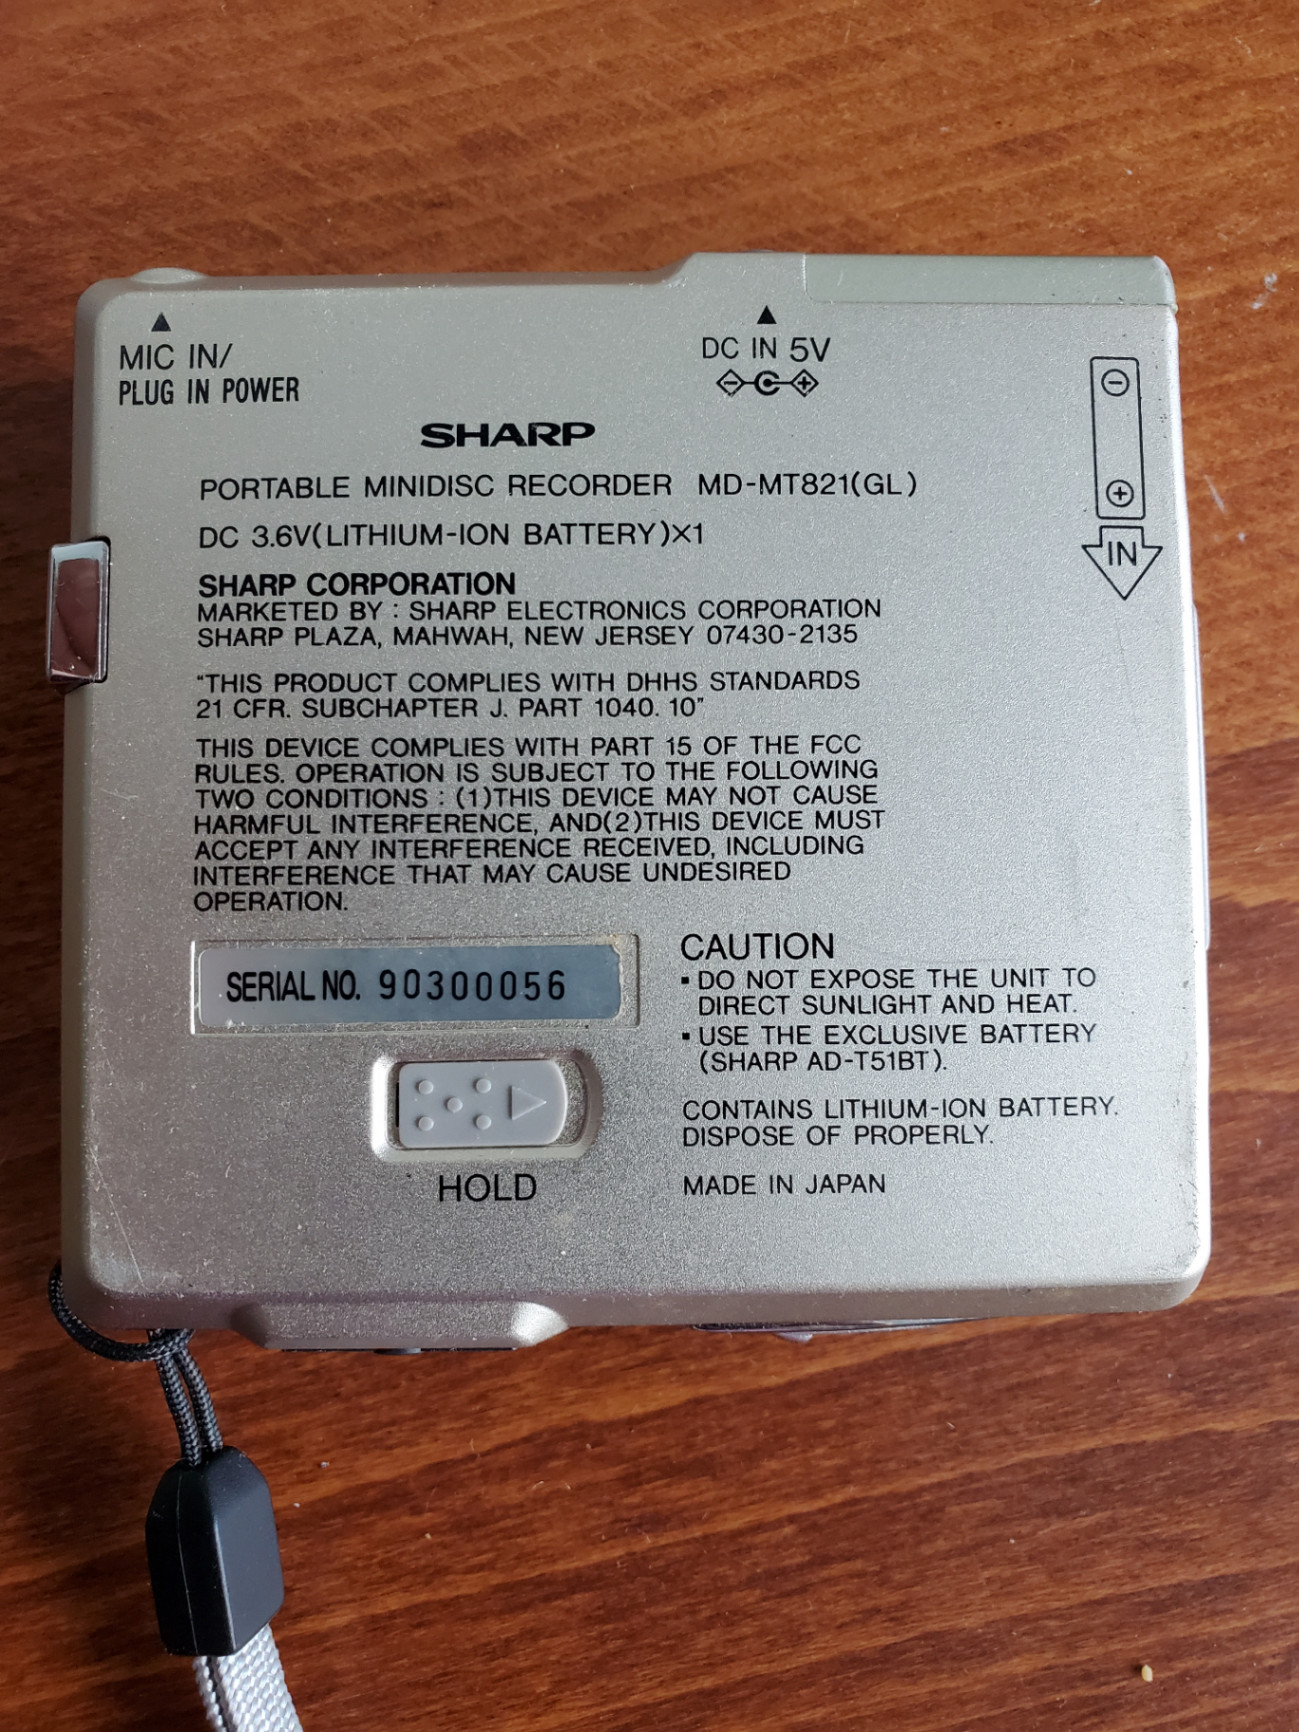 MIC IN/
PLUG IN POWER
DC IN 5V
SHARP
PORTABLE MINIDISC RECORDER MD-MT821(GL)
DC 3.6V(LITHIUM-ION BATTERY)×1
IN
SHARP CORPORATION
MARKETED BY : SHARP ELECTRONICS CORPORATION
SHARP PLAZA, MAHWAH, NEW JERSEY 07430-2135
"THIS PRODUCT COMPLIES WITH DHHS STANDARDS
21 CFR. SUBCHAPTER J. PART 1040. 10"
THIS DEVICE COMPLIES WITH PART 15 OF THE FCC
RULES. OPERATION IS SUBJECT TO THE FOLLOWING
TWO CONDITIONS : (1)THIS DEVICE MAY NOT CAUSE
HARMFUL INTERFERENCE, AND(2)THIS DEVICE MUST
ACCEPT ANY INTERFERENCE RECEIVED, INCLUDING
INTERFERENCE THAT MAY CAUSE UNDESIRED
OPERATION.
SERIAL NO. 90300056
HOLD
CAUTION
▪ DO NOT EXPOSE THE UNIT TO
DIRECT SUNLIGHT AND HEAT.
▪ USE THE EXCLUSIVE BATTERY
(SHARP AD-T51BT).
CONTAINS LITHIUM-ION BATTERY.
DISPOSE OF PROPERLY.
MADE IN JAPAN